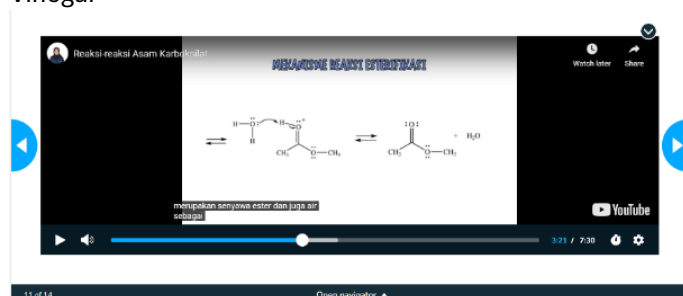 Vinegar
Reaksi-reaksi Asam Karboksilat
MEKANISME REAKSI ESTERIFIKASI
Watch later
Share
H—O:
H—O+
:O:
H
CH3
O—CH3
CH3
O—CH3
+ H2O
merupakan senyawa ester dan juga air
sebagai
YouTube
3:21 / 7:30
11 of 14
Open navigator